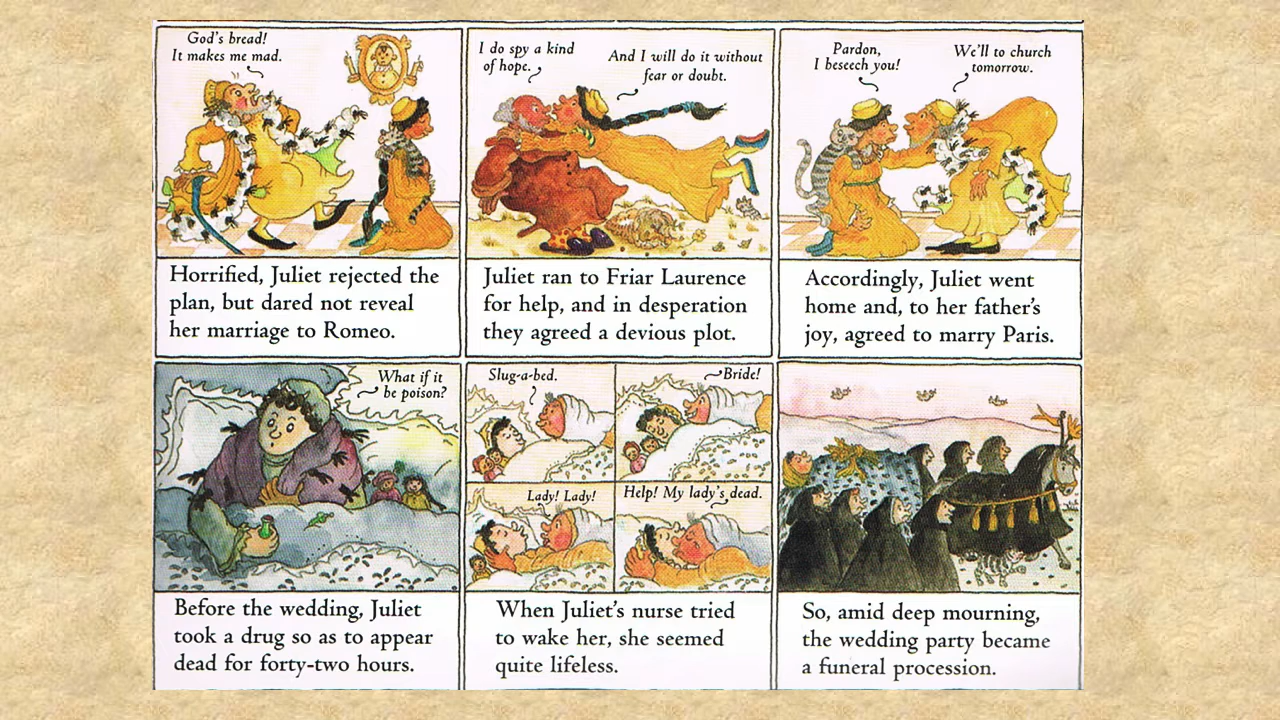 God's bread!
It makes me mad.
Horrified, Juliet rejected the
plan, but dared not reveal
her marriage to Romeo.
I do spy a kind
of hope.
And I will do it without
fear or doubt.
Juliet ran to Friar Laurence
for help, and in desperation
they agreed a devious plot.
Pardon,
I beseech you!
We'll to church
tomorrow.
Accordingly, Juliet went
home and, to her father's
joy, agreed to marry Paris.
What if it
be poison?
Before the wedding, Juliet
took a drug so as to appear
dead for forty-two hours.
Slug-a-bed.
Bride!
Lady! Lady!
Help! My lady's dead.
When Juliet's nurse tried
to wake her, she seemed
quite lifeless.
So, amid deep mourning,
the wedding party became
a funeral procession.